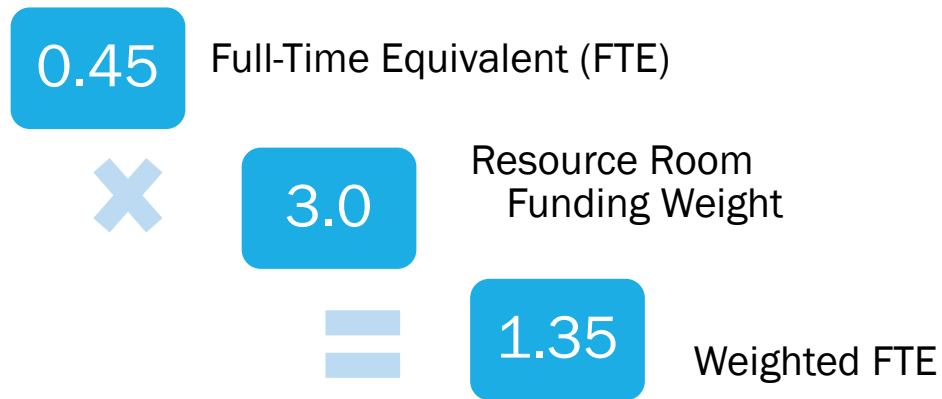 0.45
Full-Time Equivalent (FTE)
3.0
Resource Room
Funding Weight
1.35
Weighted FTE